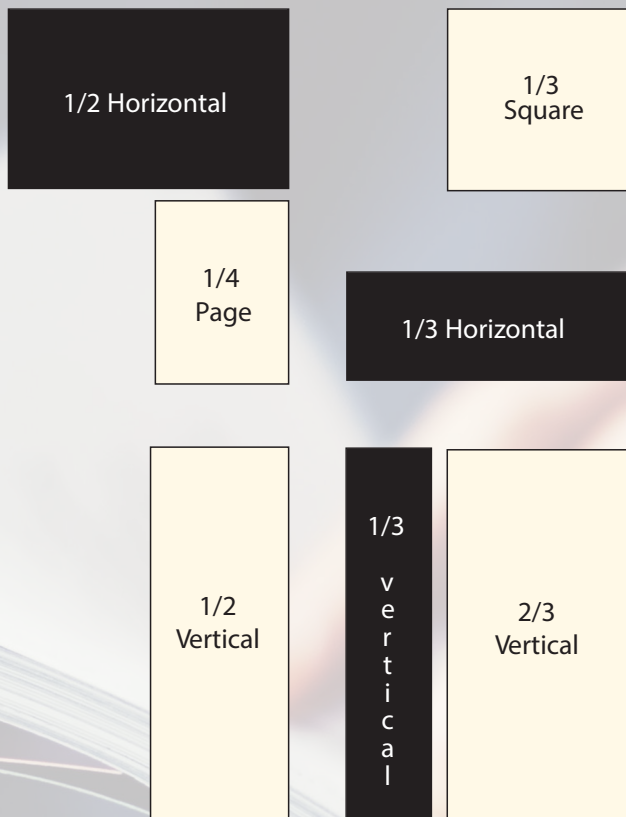 1/2 Horizontal
1/3
Square
1/4
Page
1/3 Horizontal
1/2
Vertical
1/3
vertical
2/3
Vertical